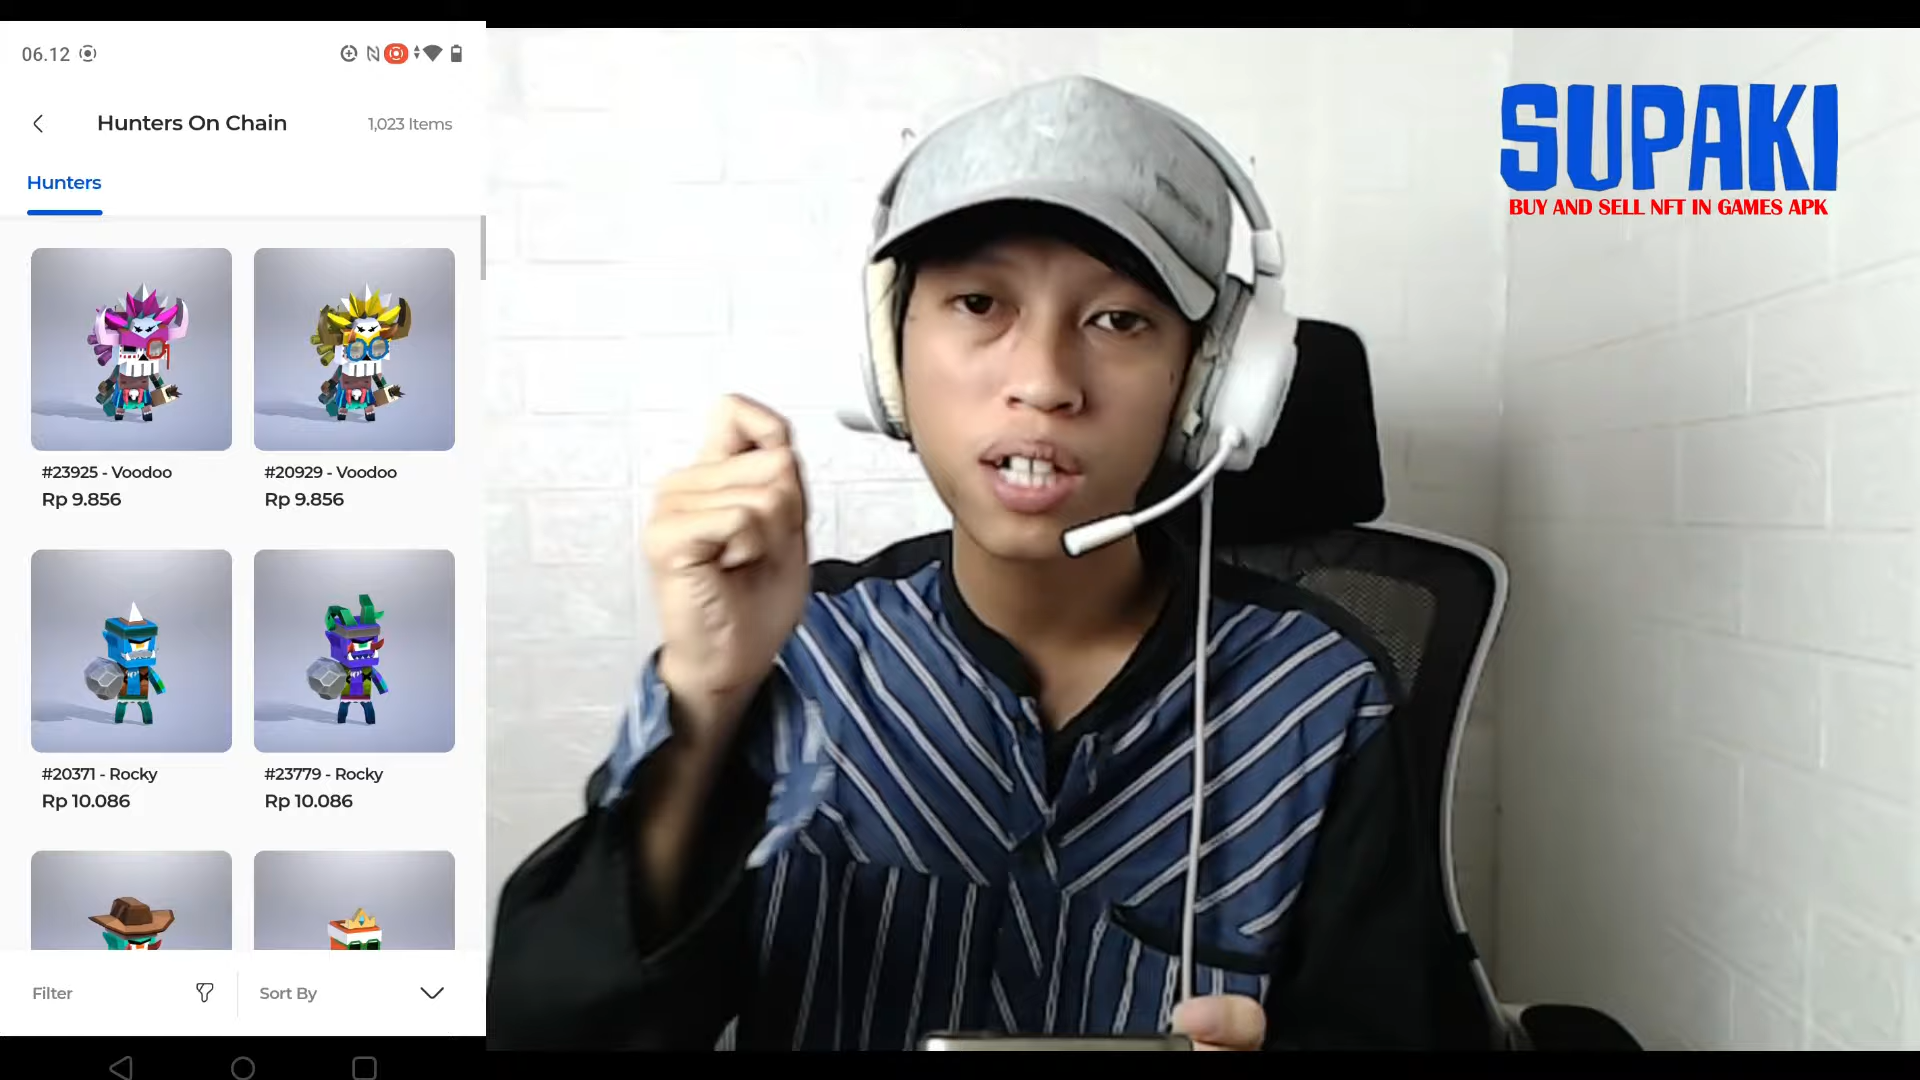 06.12
Hunters On Chain
1,023 Items
Hunters
#23925 - Voodoo
Rp 9.856
#20929 - Voodoo
Rp 9.856
#20371 - Rocky
Rp 10.086
#23779 - Rocky
Rp 10.086
Filter
Sort By
SUPAKI
BUY AND SELL NFT IN GAMES APK